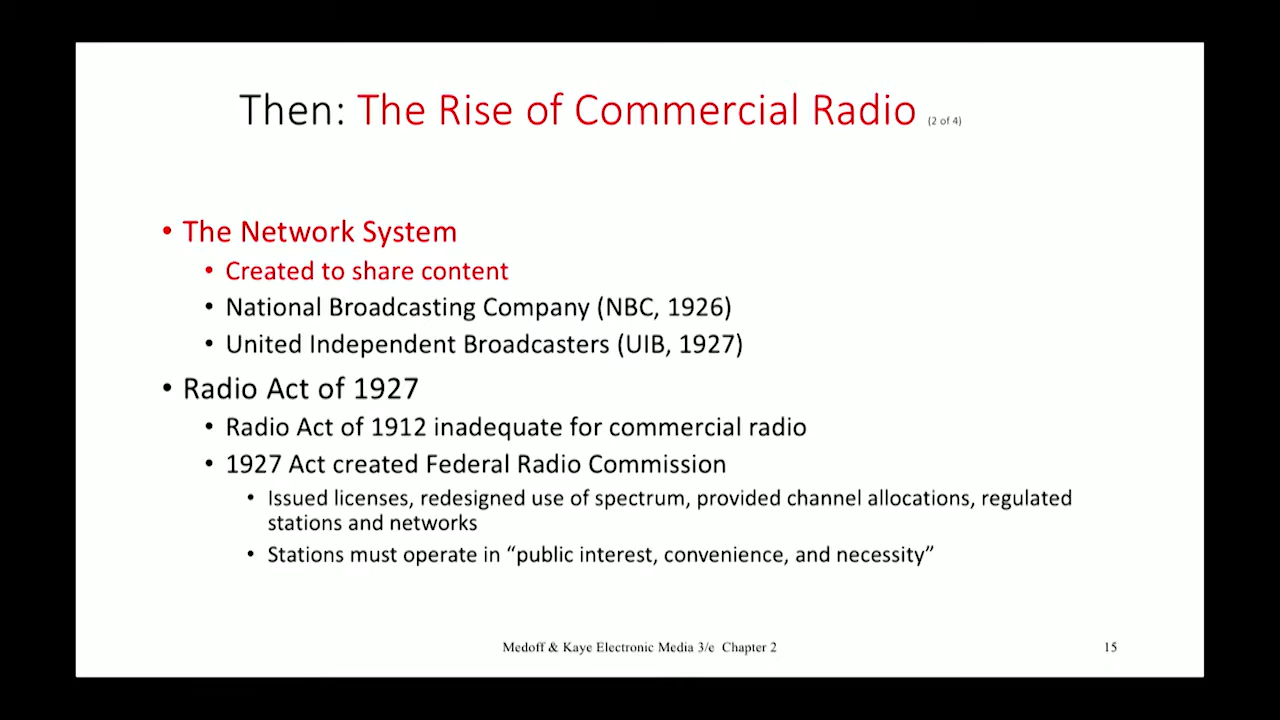 Then: The Rise of Commercial Radio (2 of 4)
• The Network System
• Created to share content
• National Broadcasting Company (NBC, 1926)
• United Independent Broadcasters (UIB, 1927)
• Radio Act of 1927
• Radio Act of 1912 inadequate for commercial radio
• 1927 Act created Federal Radio Commission
• Issued licenses, redesigned use of spectrum, provided channel allocations, regulated
stations and networks
• Stations must operate in “public interest, convenience, and necessity”
Medoff & Kaye Electronic Media 3/e Chapter 2
15